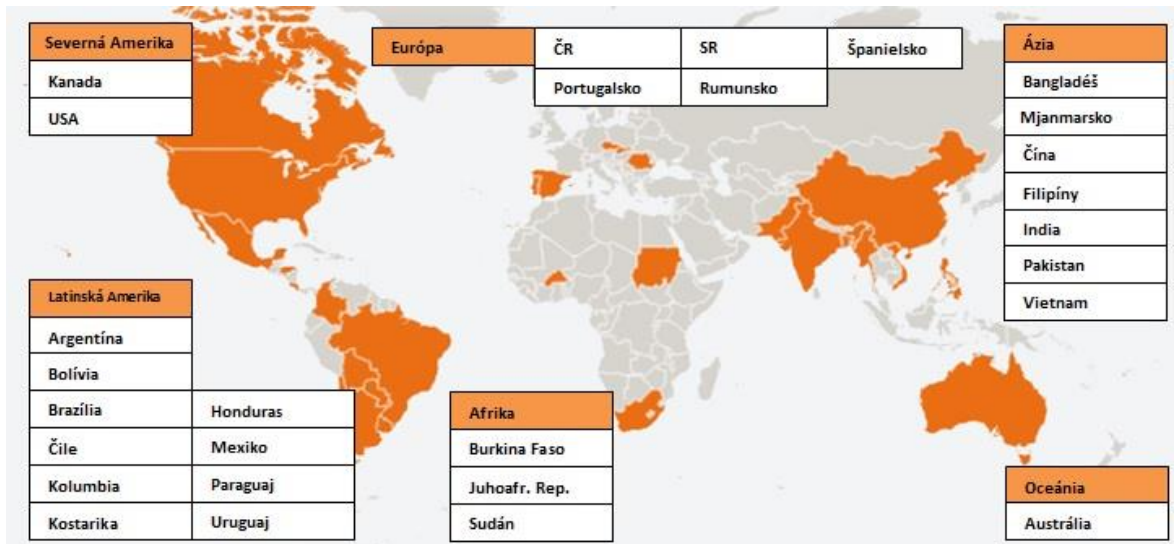 Severná Amerika
Kanada
USA
Európa ČR SR Španielsko
Portugalsko Rumunsko
Ázia
Bangladéš
Mjanmarsko
Čína
Filipíny
India
Pakistan
Vietnam
Latinská Amerika
Argentína
Bolívia
Brazília Honduras
Čile Mexiko
Kolumbia Paraguaj
Kostarika Uruguaj
Afrika
Burkina Faso
Juhoafr. Rep.
Sudán
Oceánia
Austrália